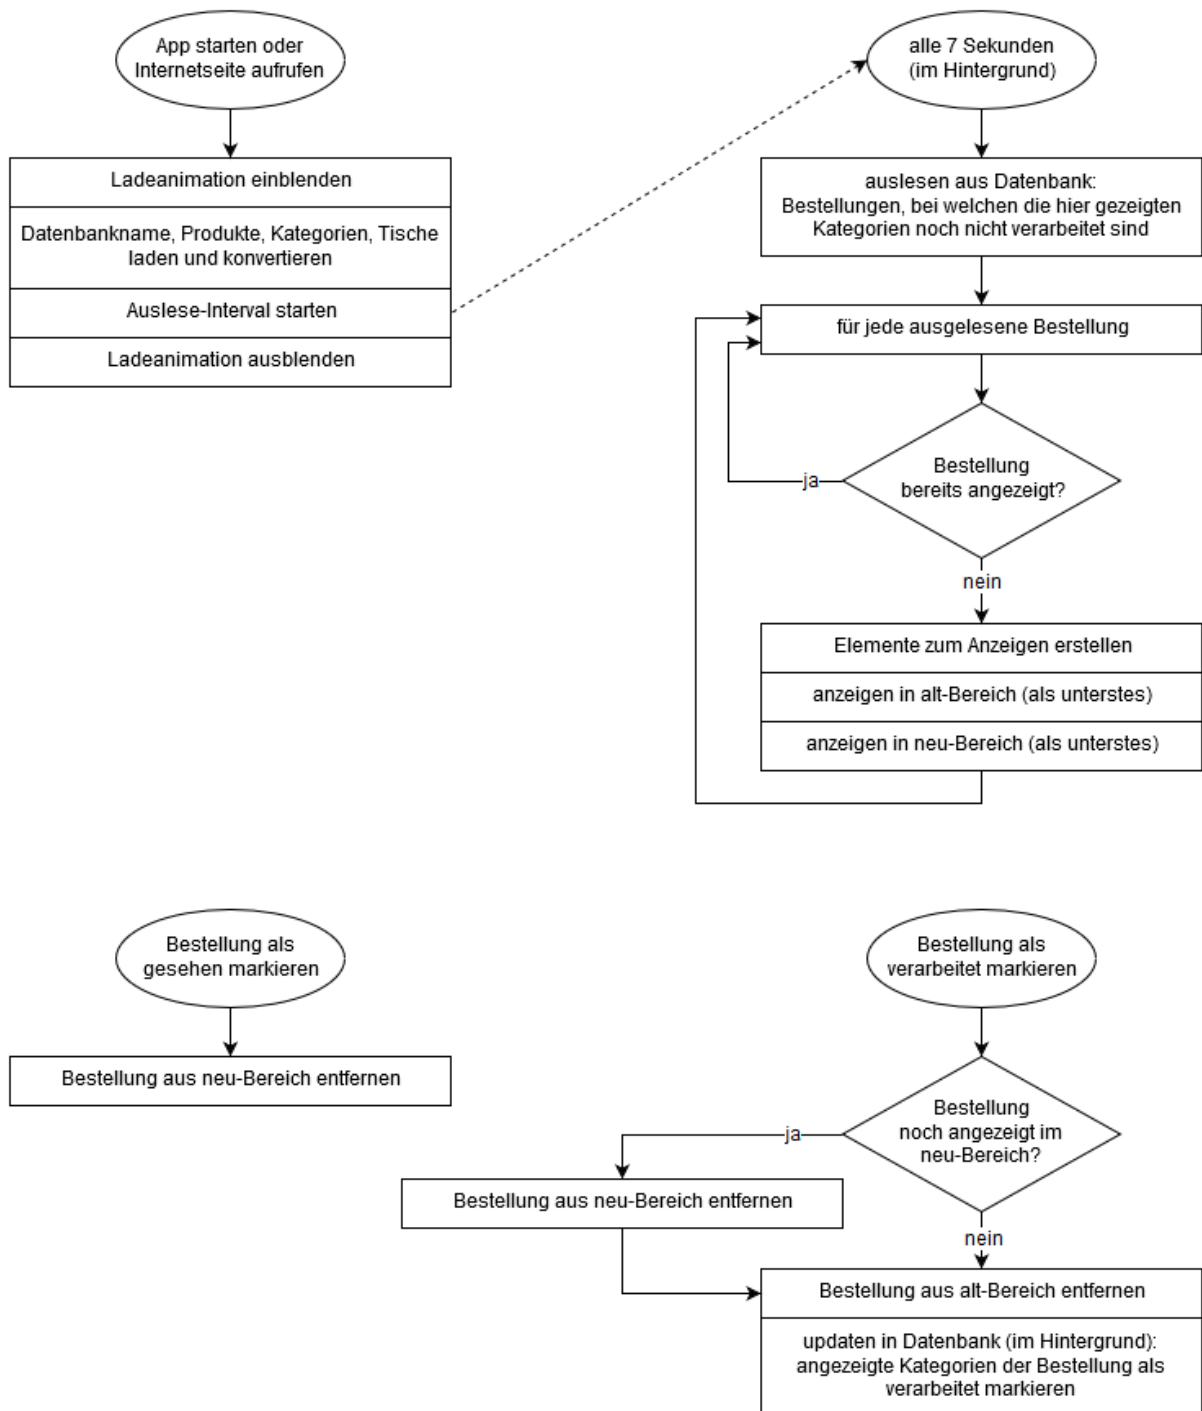 App starten oder
Internetseite aufrufen
Ladeanimation einblenden
Datenbankname, Produkte, Kategorien, Tische
laden und konvertieren
Auslese-Interval starten
Ladeanimation ausblenden
alle 7 Sekunden
(im Hintergrund)
auslesen aus Datenbank:
Bestellungen, bei welchen die hier gezeigten
Kategorien noch nicht verarbeitet sind
für jede ausgelesene Bestellung
Bestellung
bereits angezeigt?
ja
nein
Elemente zum Anzeigen erstellen
anzeigen in alt-Bereich (als unterstes)
anzeigen in neu-Bereich (als unterstes)
Bestellung als
gesehen markieren
Bestellung aus neu-Bereich entfernen
Bestellung als
verarbeitet markieren
Bestellung
noch angezeigt im
neu-Bereich?
ja
Bestellung aus neu-Bereich entfernen
nein
Bestellung aus alt-Bereich entfernen
updaten in Datenbank (im Hintergrund):
angezeigte Kategorien der Bestellung als
verarbeitet markieren